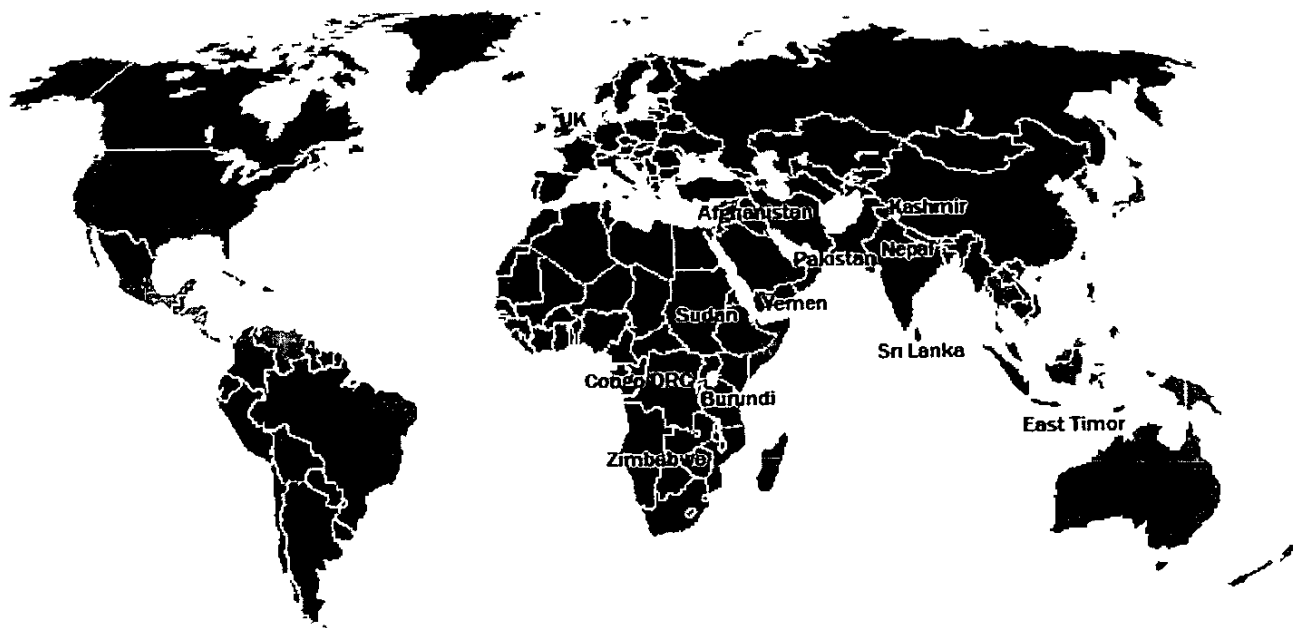 UK
Afghanistan
Kashmir
Pakistan
Nepal
Yemen
Sudan
Sri Lanka
Congo DRC
Burundi
East Timor
Zimbabwe